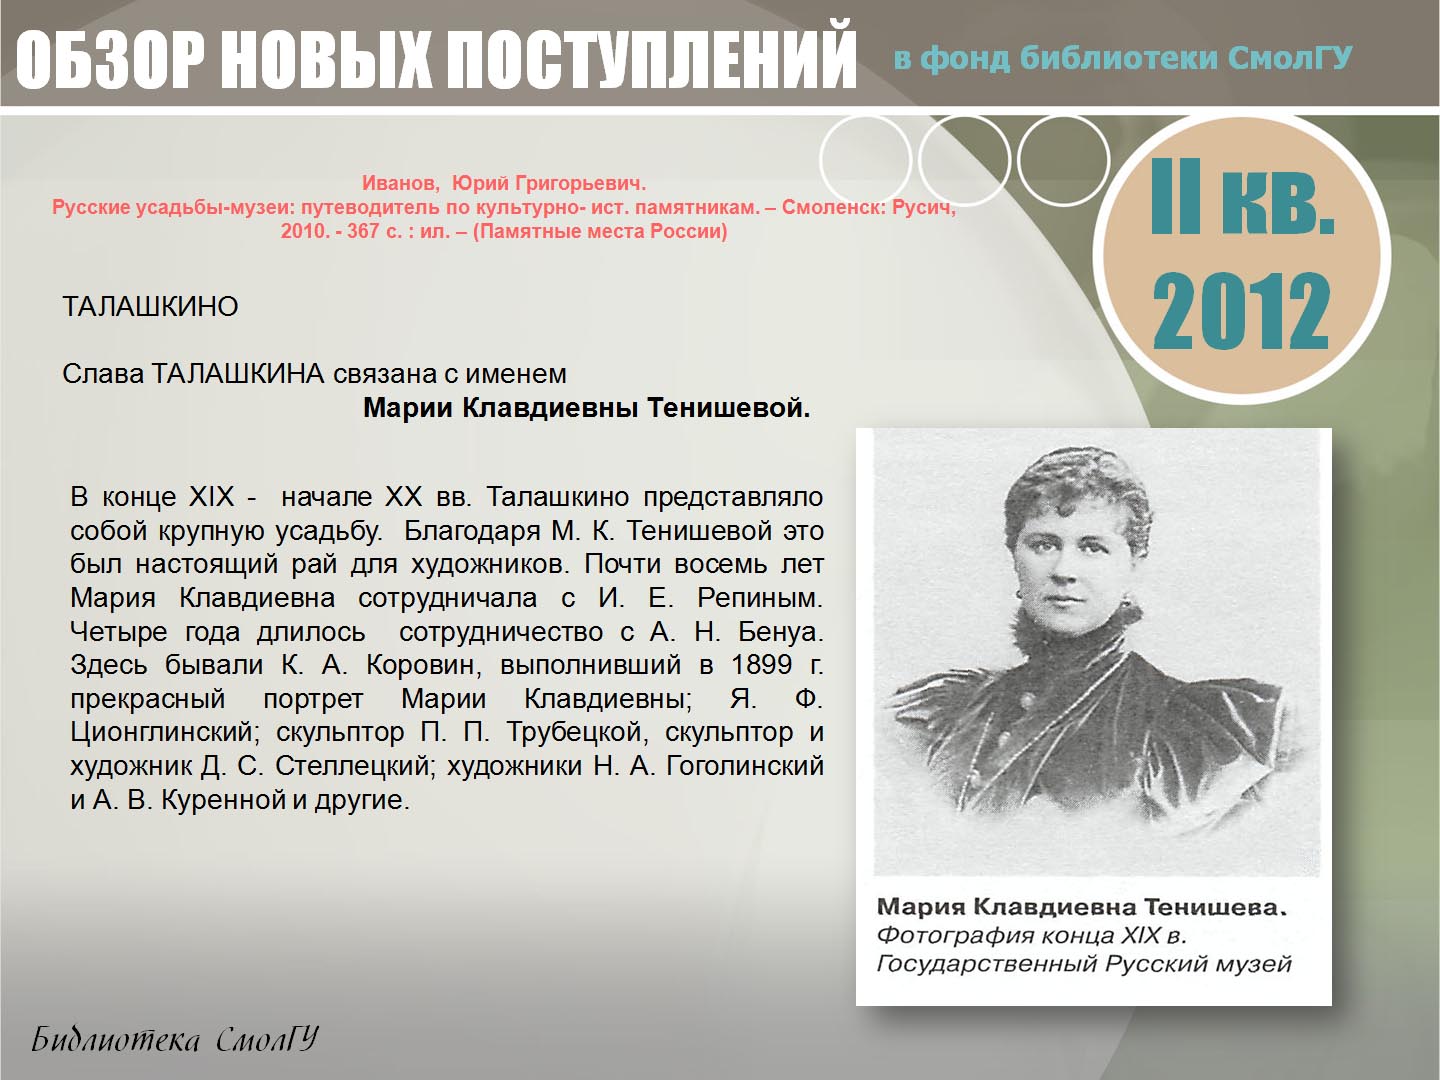 ОБЗОР НОВЫХ ПОСТУПЛЕНИЙ в фонд библиотеки СмолГУ
II кв.
2012
Иванов, Юрий Григорьевич.
Русские усадьбы-музеи: путеводитель по культурно- ист. памятникам. – Смоленск: Русич,
2010. - 367 с. : ил. – (Памятные места России)
ТАЛАШКИНО
Слава ТАЛАШКИНА связана с именем
Марии Клавдиевны Тенишевой.
В конце XIX - начале XX вв. Талашкино представляло
собой крупную усадьбу. Благодаря М. К. Тенишевой это
был настоящий рай для художников. Почти восемь лет
Мария Клавдиевна сотрудничала с И. Е. Репиным.
Четыре года длилось сотрудничество с А. Н. Бенуа.
Здесь бывали К. А. Коровин, выполнивший в 1899 г.
прекрасный портрет Марии Клавдиевны; Я. Ф.
Ционглинский; скульптор П. П. Трубецкой, скульптор и
художник Д. С. Стеллецкий; художники Н. А. Гоголинский
и А. В. Куренной и другие.
Мария Клавдиевна Тенишева.
Фотография конца XIX в.
Государственный Русский музей
Библиотека СмолГУ